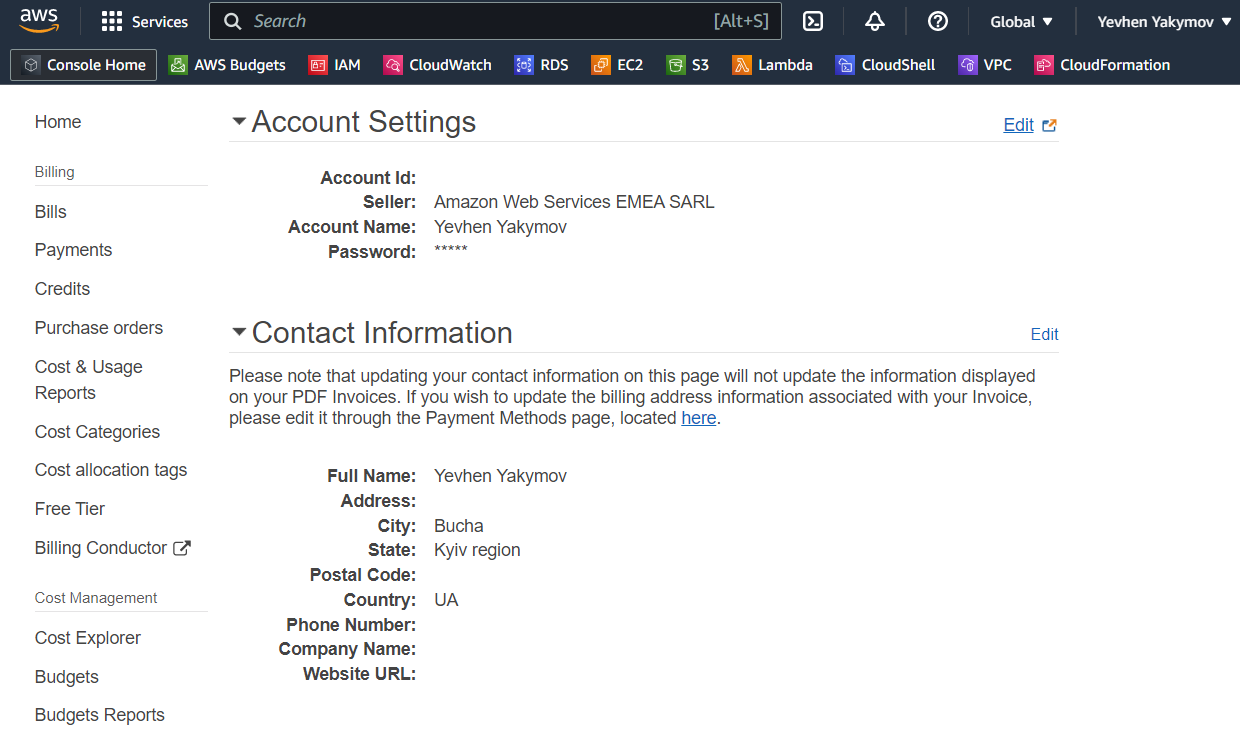 aws Services Search [Alt+S] Global Yevhen Yakymov
Console Home AWS Budgets IAM CloudWatch RDS EC2 S3 Lambda CloudShell VPC CloudFormation
Home
Billing
Bills
Payments
Credits
Purchase orders
Cost & Usage
Reports
Cost Categories
Cost allocation tags
Free Tier
Billing Conductor
Cost Management
Cost Explorer
Budgets
Budgets Reports
Account Settings Edit
Account Id:
Seller: Amazon Web Services EMEA SARL
Account Name: Yevhen Yakymov
Password: *****
Contact Information Edit
Please note that updating your contact information on this page will not update the information displayed
on your PDF Invoices. If you wish to update the billing address information associated with your Invoice,
please edit it through the Payment Methods page, located here.
Full Name: Yevhen Yakymov
Address:
City: Bucha
State: Kyiv region
Postal Code:
Country: UA
Phone Number:
Company Name:
Website URL: